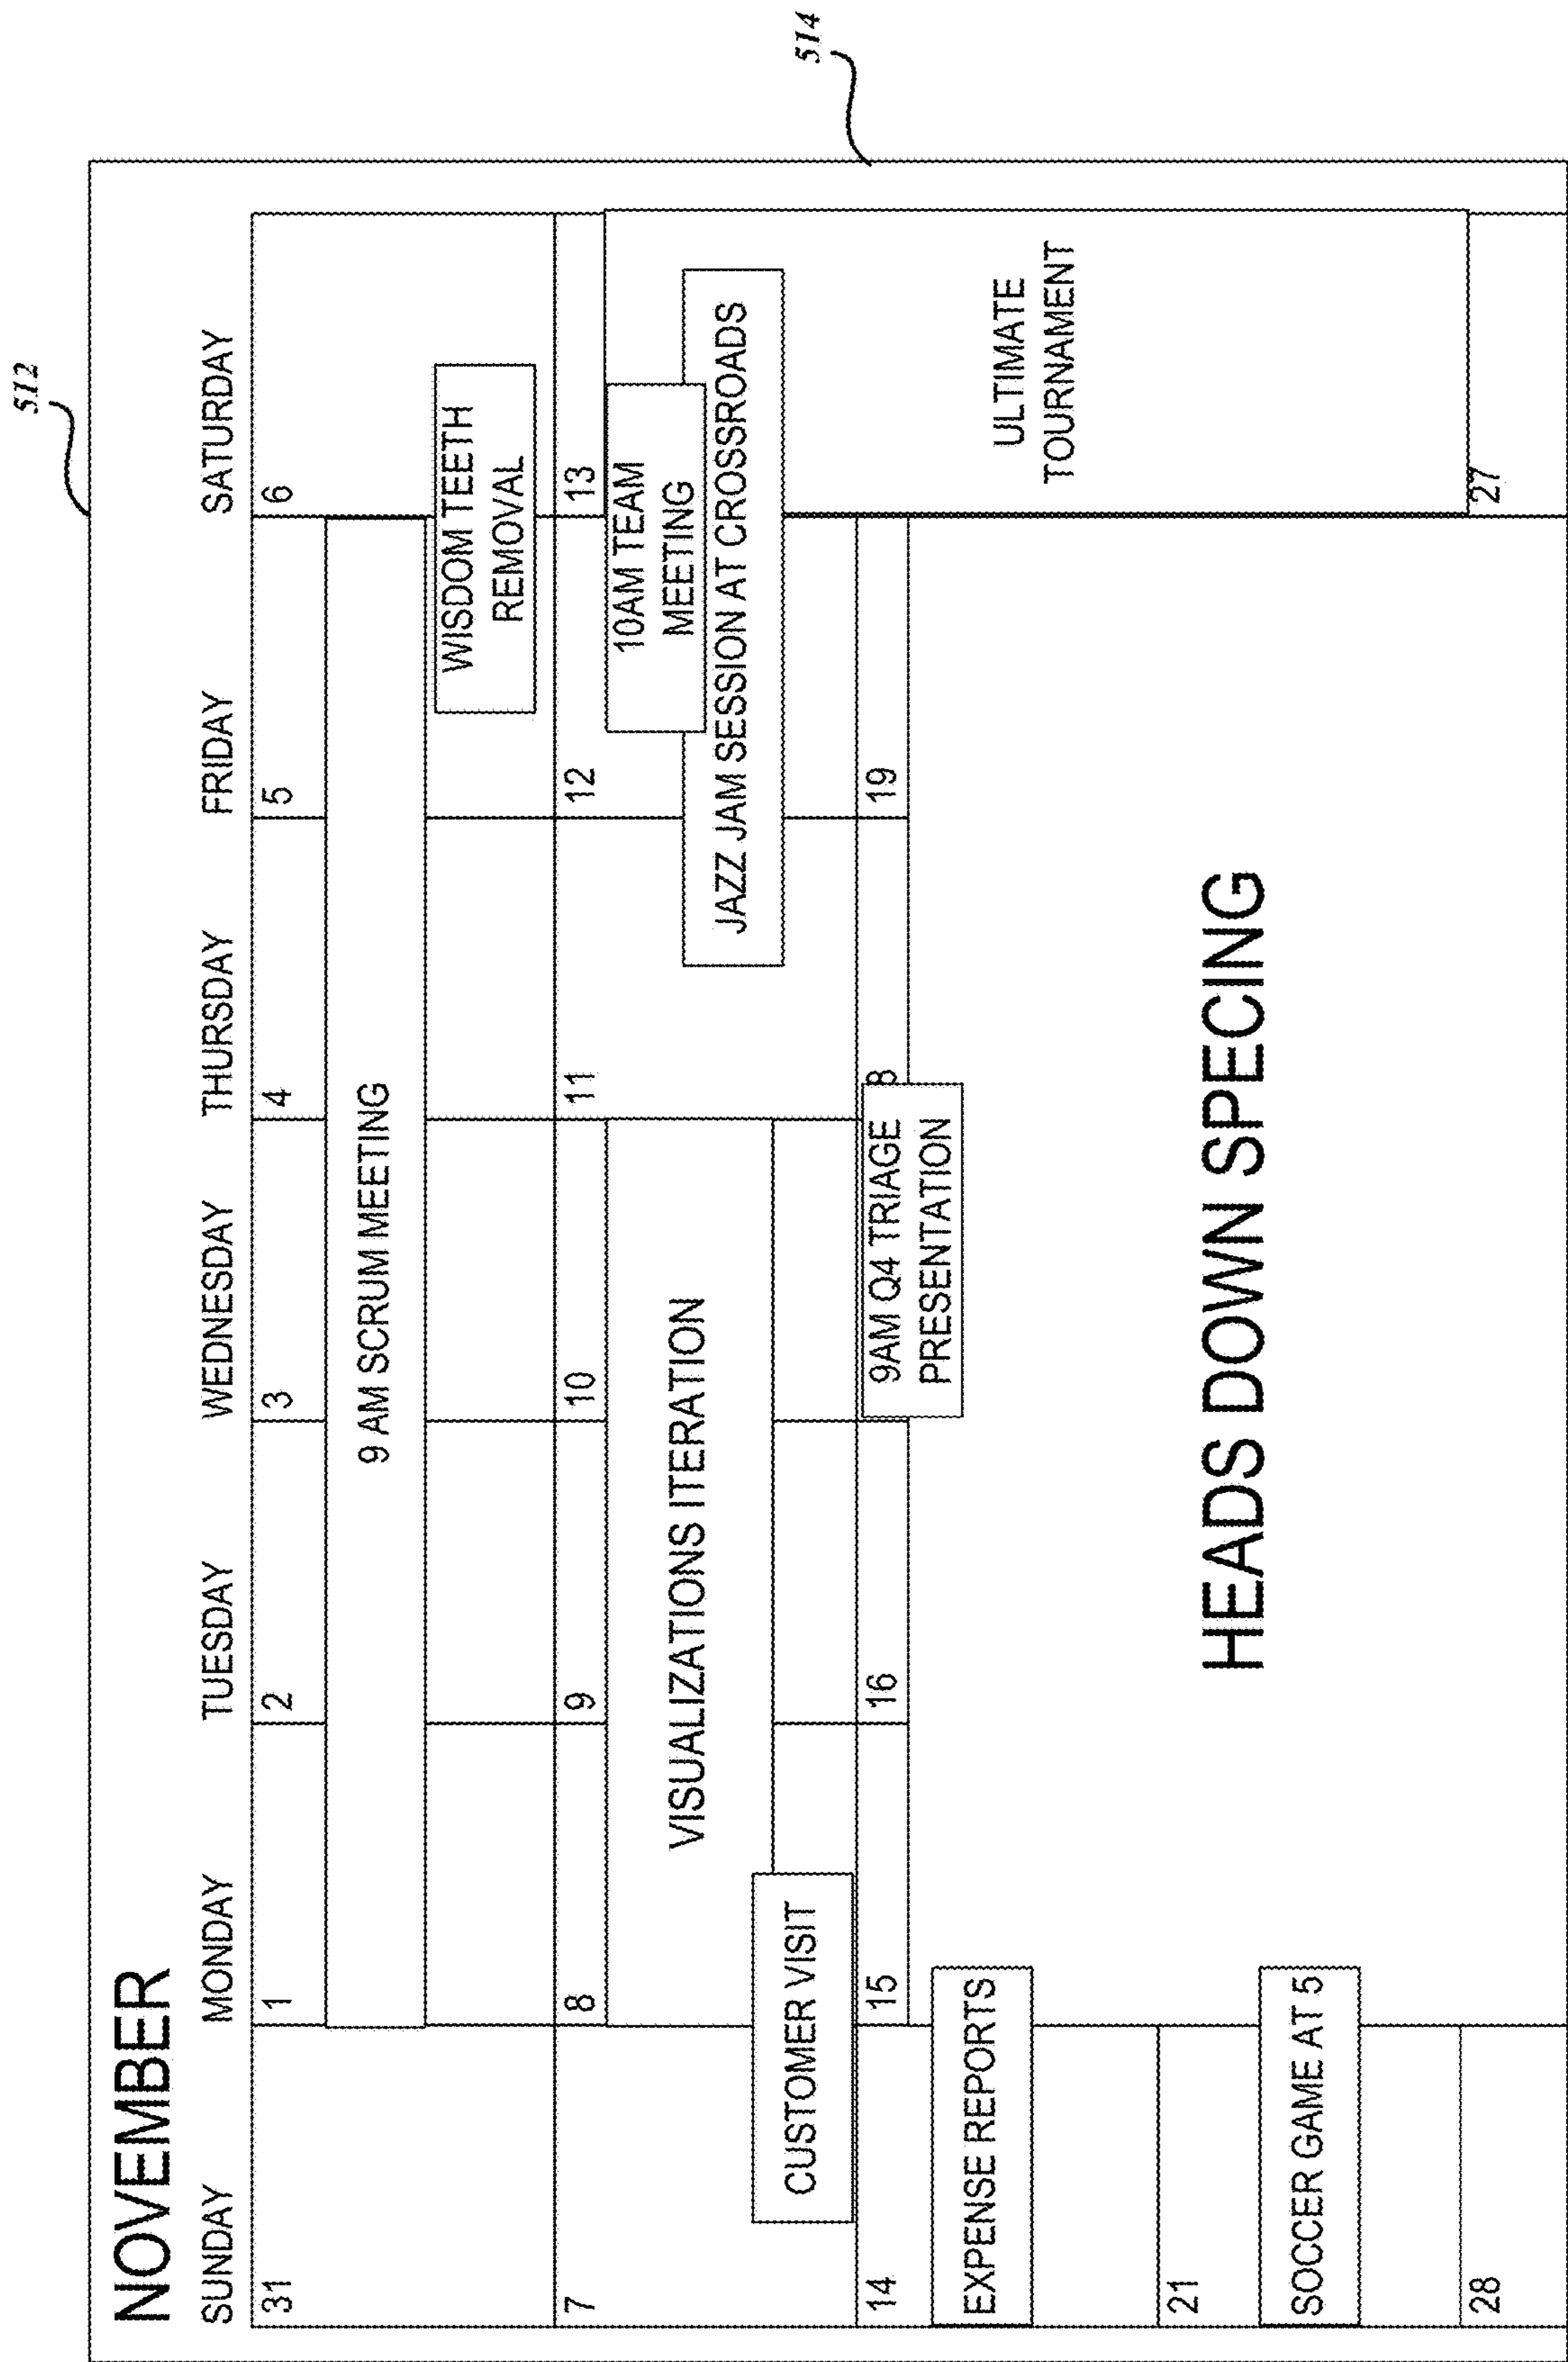 512
514
NOVEMBER
SUNDAY MONDAY TUESDAY WEDNESDAY THURSDAY FRIDAY SATURDAY
31 1 2 3 4 5 6
9 AM SCRUM MEETING
WISDOM TEETH
REMOVAL
7 8 9 10 11 12 13
VISUALIZATIONS ITERATION
10AM TEAM
MEETING
JAZZ JAM SESSION AT CROSSROADS
CUSTOMER VISIT
14 15 16 8 19
9AM Q4 TRIAGE
PRESENTATION
EXPENSE REPORTS
ULTIMATE
TOURNAMENT
21
HEADS DOWN SPECING
SOCCER GAME AT 5
28 27